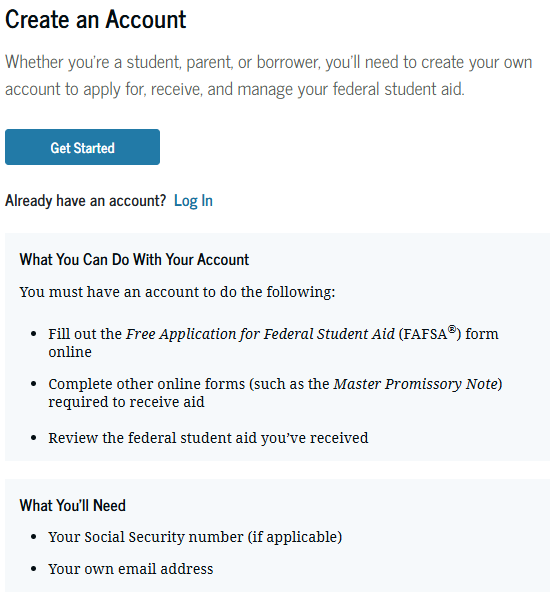 Create an Account
Whether you're a student, parent, or borrower, you'll need to create your own
account to apply for, receive, and manage your federal student aid.
Get Started
Already have an account? Log In
What You Can Do With Your Account
You must have an account to do the following:
• Fill out the Free Application for Federal Student Aid (FAFSA®) form
online
• Complete other online forms (such as the Master Promissory Note)
required to receive aid
• Review the federal student aid you’ve received
What You'll Need
• Your Social Security number (if applicable)
• Your own email address